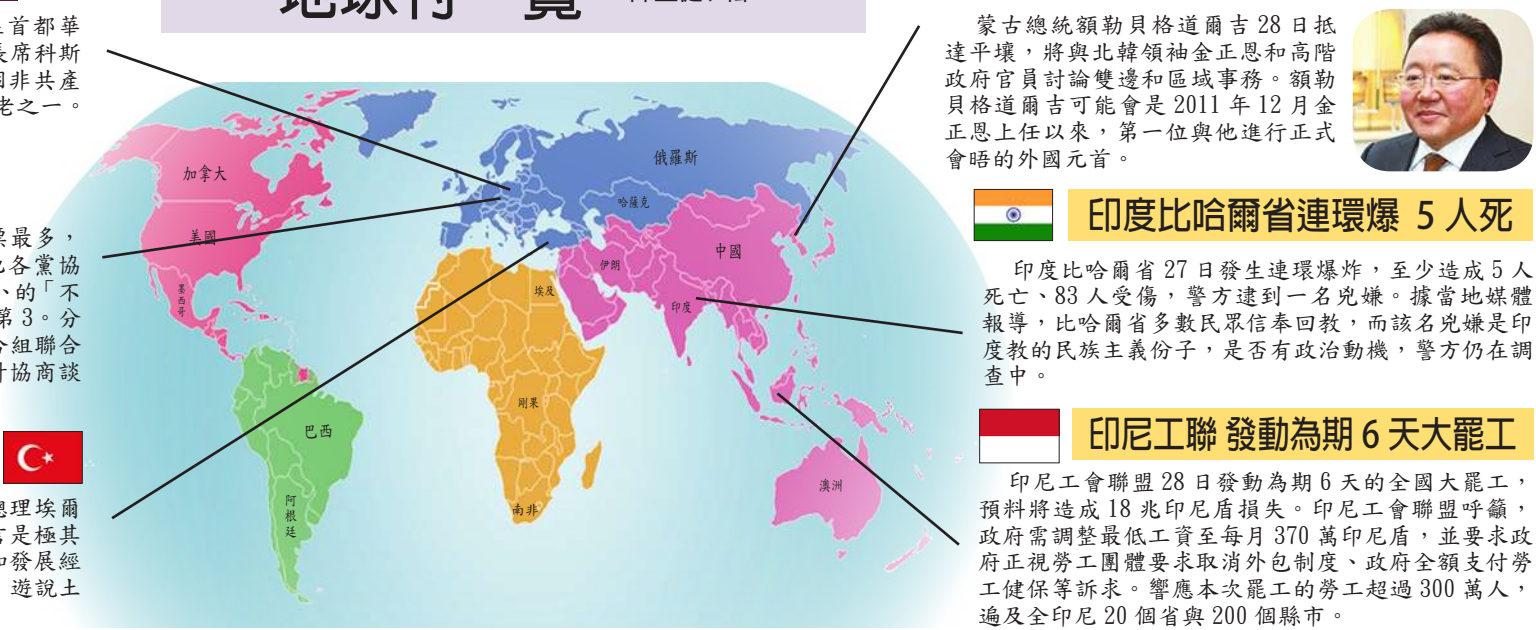 地球村一覽
首都華
席科斯
非共產
老之一。
票最多，
各黨協
的「不
第 3。分
組聯合
協商談
總理埃爾
是極其
發展經
遊說土
加拿大
美國
墨西哥
巴西
阿根廷
俄羅斯
哈薩克
中國
伊朗
印度
埃及
剛果
南非
澳洲
蒙古總統額勒貝格道爾吉 28 日抵
達平壤，將與北韓領袖金正恩和高階
政府官員討論雙邊和區域事務。額勒
貝格道爾吉可能會是 2011 年 12 月金
正恩上任以來，第一位與他進行正式
會晤的外國元首。
印度比哈爾省連環爆 5 人死
印度比哈爾省 27 日發生連環爆炸，至少造成 5 人
死亡、83 人受傷，警方逮到一名兇嫌。據當地媒體
報導，比哈爾省多數民眾信奉回教，而該名兇嫌是印
度教的民族主義份子，是否有政治動機，警方仍在調
查中。
印尼工聯 發動為期 6 天大罷工
印尼工會聯盟 28 日發動為期 6 天的全國大罷工，
預料將造成 18 兆印尼盾損失。印尼工會聯盟呼籲，
政府需調整最低工資至每月 370 萬印尼盾，並要求政
府正視勞工團體要求取消外包制度、政府全額支付勞
工健保等訴求。響應本次罷工的勞工超過 300 萬人，
遍及全印尼 20 個省與 200 個縣市。